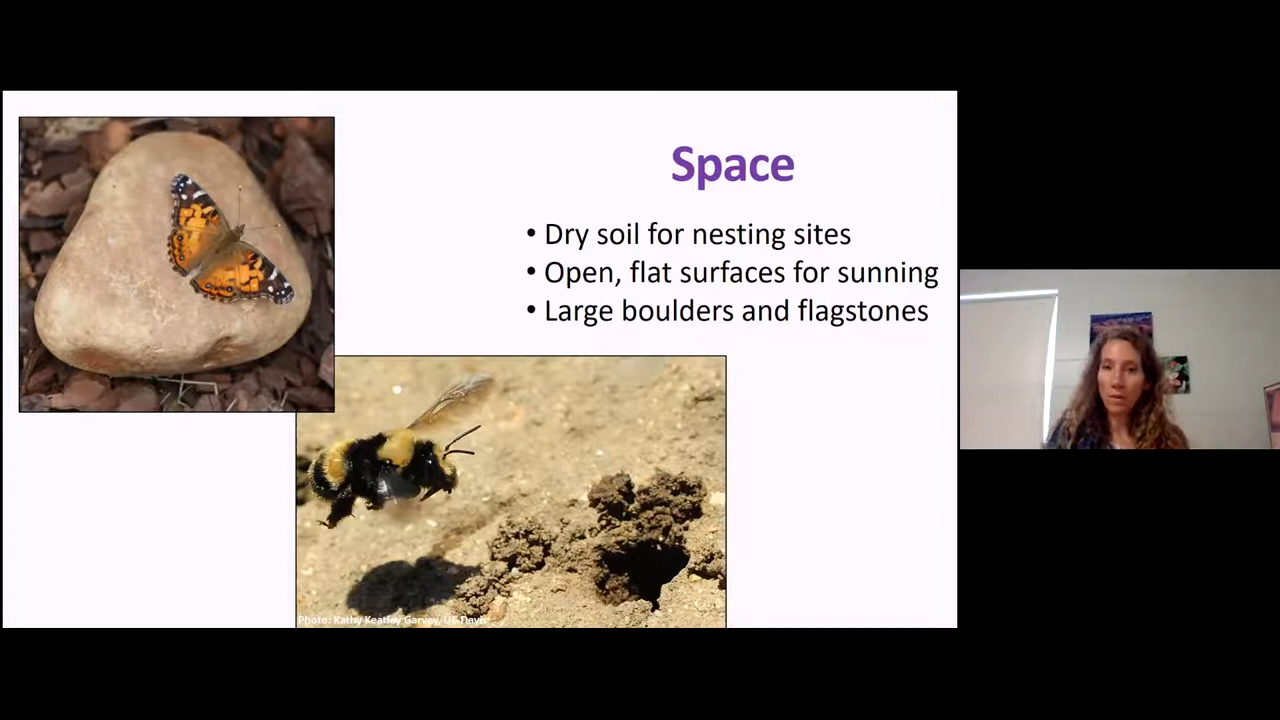 Space
• Dry soil for nesting sites
• Open, flat surfaces for sunning
• Large boulders and flagstones
Photo: Kathy Keatley Garvey, UC Davis